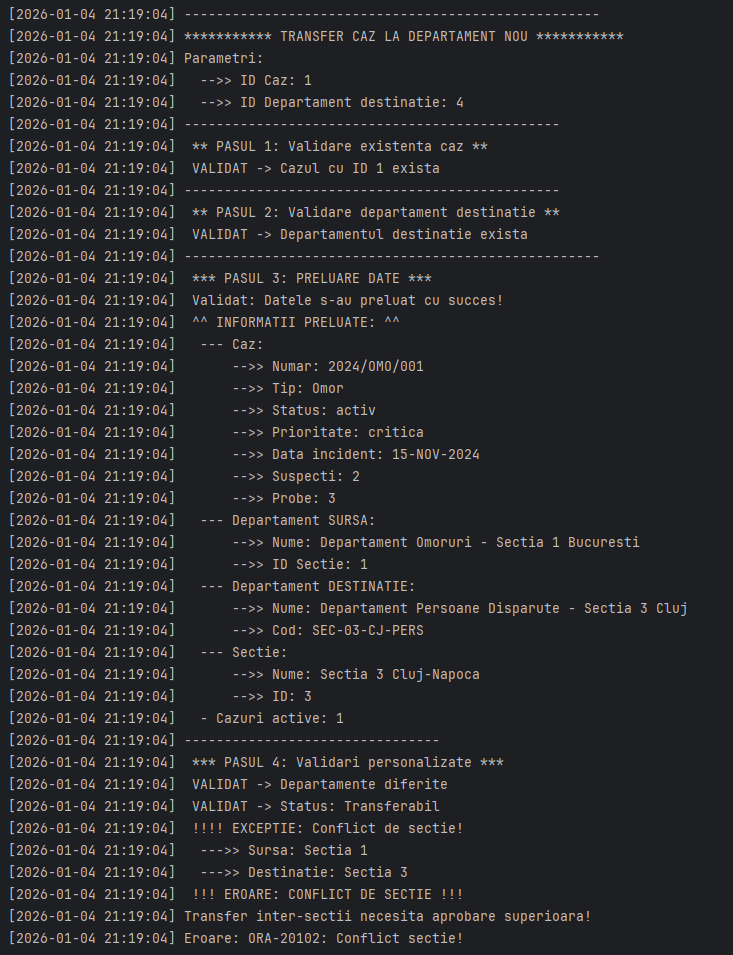 [2026-01-04 21:19:04] ----------------------------------------------------
[2026-01-04 21:19:04] *********** TRANSFER CAZ LA DEPARTAMENT NOU ***********
[2026-01-04 21:19:04] Parametri:
[2026-01-04 21:19:04]   -->> ID Caz: 1
[2026-01-04 21:19:04]   -->> ID Departament destinatie: 4
[2026-01-04 21:19:04] -----------------------------------------------
[2026-01-04 21:19:04]  ** PASUL 1: Validare existenta caz **
[2026-01-04 21:19:04]  VALIDAT -> Cazul cu ID 1 exista
[2026-01-04 21:19:04] -----------------------------------------------
[2026-01-04 21:19:04]  ** PASUL 2: Validare departament destinatie **
[2026-01-04 21:19:04]  VALIDAT -> Departamentul destinatie exista
[2026-01-04 21:19:04] ----------------------------------------------------
[2026-01-04 21:19:04]  *** PASUL 3: PRELUARE DATE ***
[2026-01-04 21:19:04]  Validat: Datele s-au preluat cu succes!
[2026-01-04 21:19:04]  ^^ INFORMATII PRELUATE: ^^
[2026-01-04 21:19:04]   --- Caz:
[2026-01-04 21:19:04]       -->> Numar: 2024/OMO/001
[2026-01-04 21:19:04]       -->> Tip: Omor
[2026-01-04 21:19:04]       -->> Status: activ
[2026-01-04 21:19:04]       -->> Prioritate: critica
[2026-01-04 21:19:04]       -->> Data incident: 15-NOV-2024
[2026-01-04 21:19:04]       -->> Suspecti: 2
[2026-01-04 21:19:04]       -->> Probe: 3
[2026-01-04 21:19:04]   --- Departament SURSA:
[2026-01-04 21:19:04]       -->> Nume: Departament Omoruri - Sectia 1 Bucuresti
[2026-01-04 21:19:04]       -->> ID Sectie: 1
[2026-01-04 21:19:04]   --- Departament DESTINATIE:
[2026-01-04 21:19:04]       -->> Nume: Departament Persoane Disparute - Sectia 3 Cluj
[2026-01-04 21:19:04]       -->> Cod: SEC-03-CJ-PERS
[2026-01-04 21:19:04]   --- Sectie:
[2026-01-04 21:19:04]       -->> Nume: Sectia 3 Cluj-Napoca
[2026-01-04 21:19:04]       -->> ID: 3
[2026-01-04 21:19:04]   - Cazuri active: 1
[2026-01-04 21:19:04] --------------------------------
[2026-01-04 21:19:04]  *** PASUL 4: Validari personalizate ***
[2026-01-04 21:19:04]  VALIDAT -> Departamente diferite
[2026-01-04 21:19:04]  VALIDAT -> Status: Transferabil
[2026-01-04 21:19:04]  !!!! EXCEPTIE: Conflict de sectie!
[2026-01-04 21:19:04]   --->> Sursa: Sectia 1
[2026-01-04 21:19:04]   --->> Destinatie: Sectia 3
[2026-01-04 21:19:04]  !!! EROARE: CONFLICT DE SECTIE !!!
[2026-01-04 21:19:04] Transfer inter-sectii necesita aprobare superioara!
[2026-01-04 21:19:04] Eroare: ORA-20102: Conflict sectie!